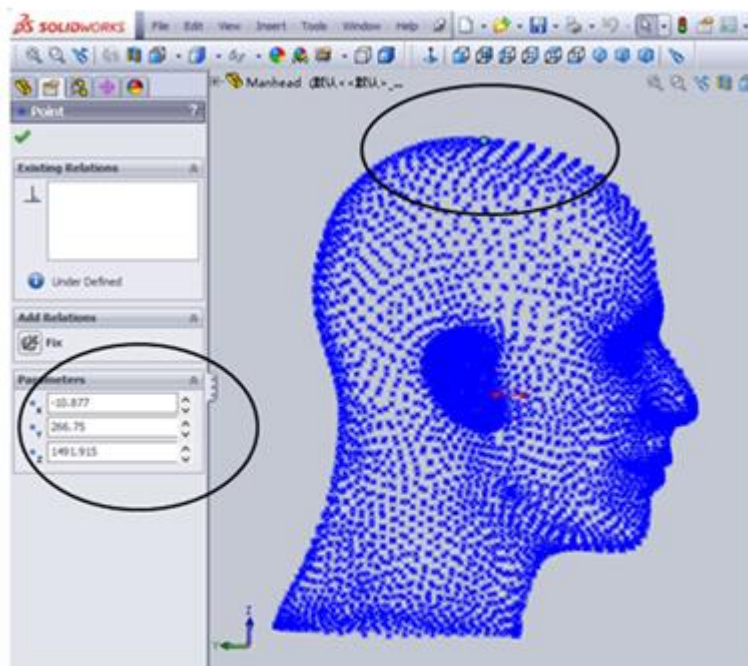 SOLIDWORKS File Edit View Insert Tools Window Help
Manhead
Point ?
Existing Relations
Under Defined
Add Relations
Fix
Parameters
X -10.877
Y 266.75
Z 1491.915
Z
Y